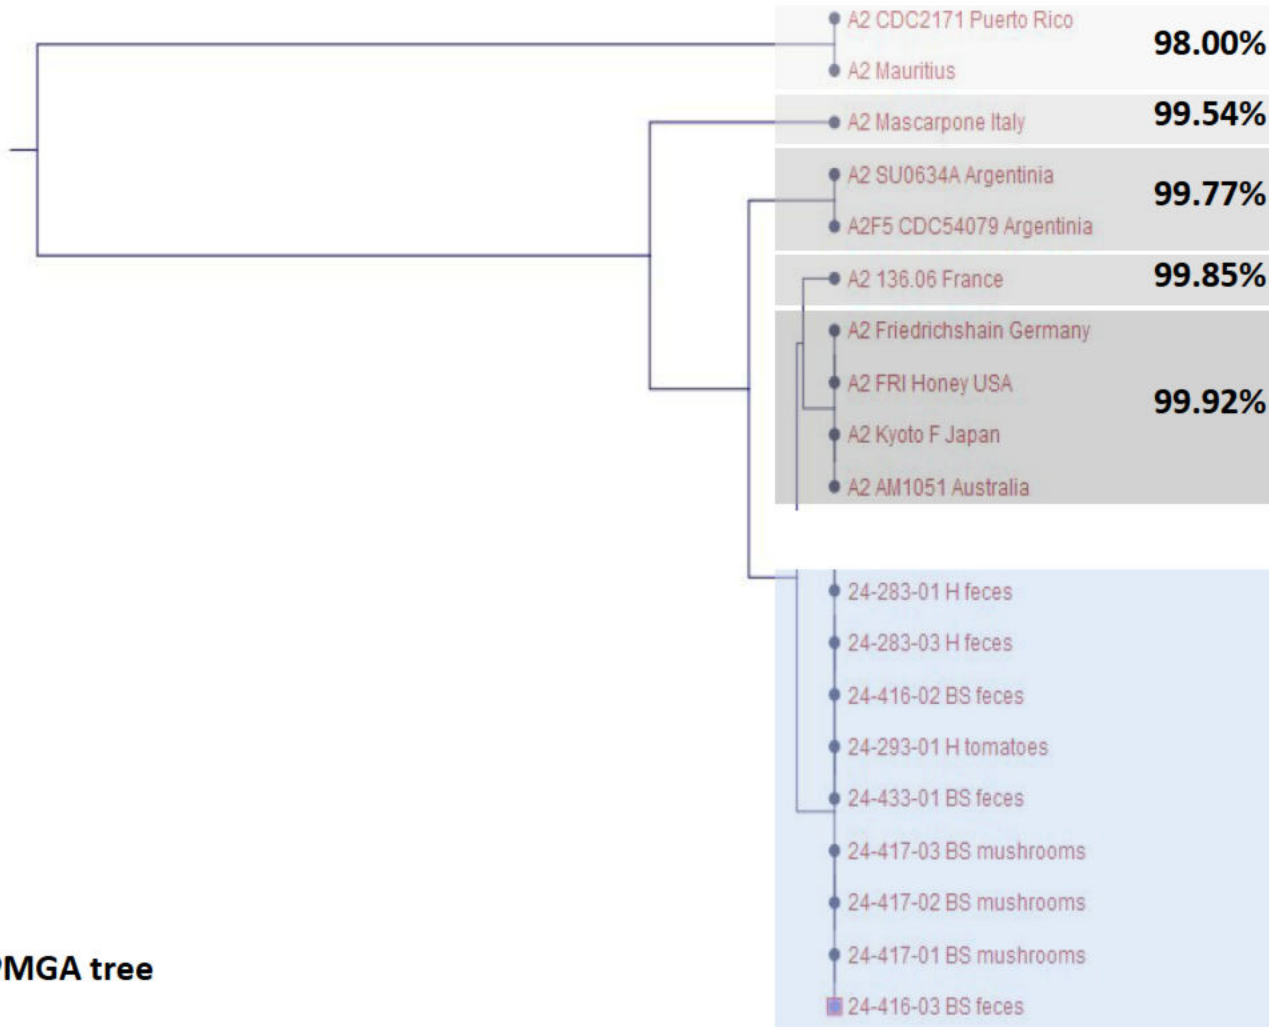 A2 CDC2171 Puerto Rico
98.00%
A2 Mauritius
A2 Mascarpone Italy
99.54%
A2 SU0634A Argentinia
99.77%
A2F5 CDC54079 Argentinia
A2 136.06 France
99.85%
A2 Friedrichshain Germany
A2 FRI Honey USA
99.92%
A2 Kyoto F Japan
A2 AM1051 Australia
24-283-01 H feces
24-283-03 H feces
24-416-02 BS feces
24-293-01 H tomatoes
24-433-01 BS feces
24-417-03 BS mushrooms
24-417-02 BS mushrooms
24-417-01 BS mushrooms
PMGA tree
24-416-03 BS feces